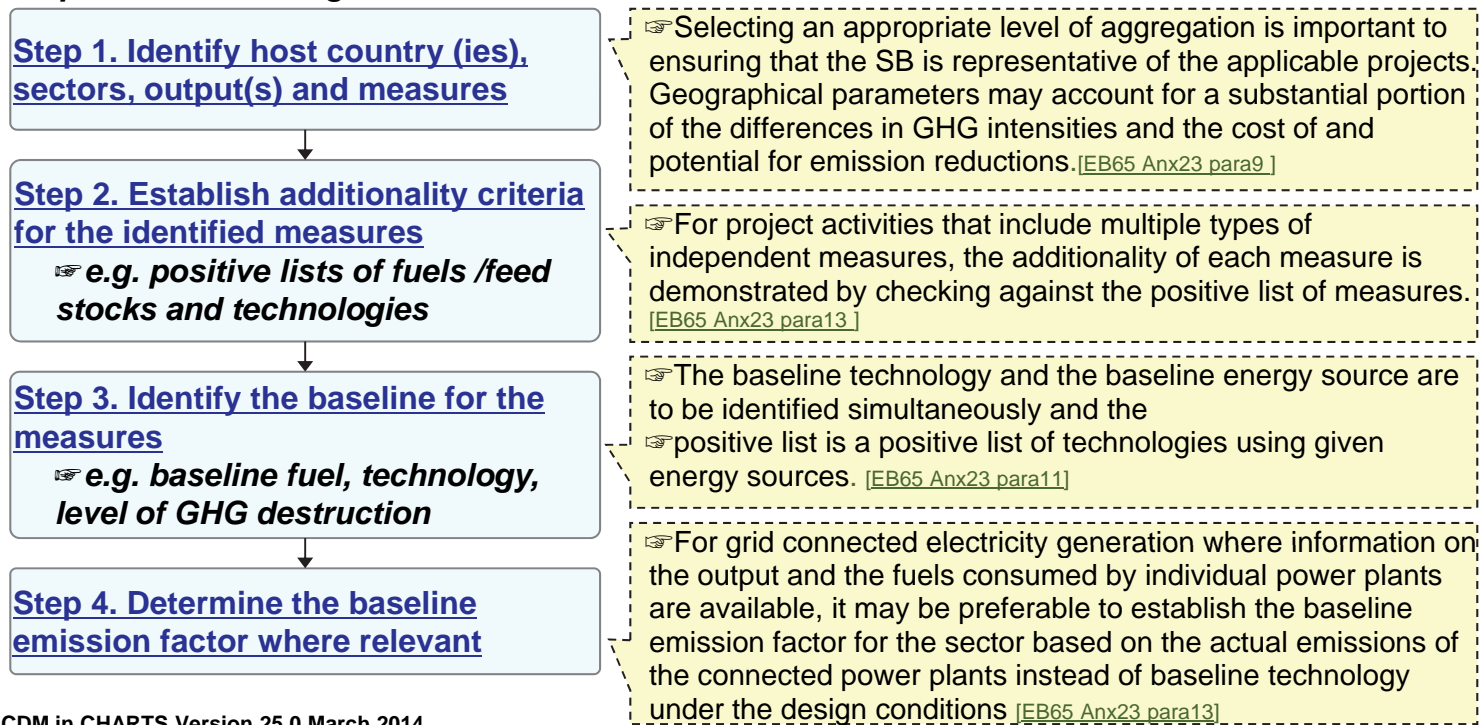 Step 1. Identify host country (ies),
sectors, output(s) and measures
☞Selecting an appropriate level of aggregation is important to
ensuring that the SB is representative of the applicable projects.
Geographical parameters may account for a substantial portion
of the differences in GHG intensities and the cost of and
potential for emission reductions.[EB65 Anx23 para9 ]
Step 2. Establish additionality criteria
for the identified measures
☞e.g. positive lists of fuels /feed
stocks and technologies
☞For project activities that include multiple types of
independent measures, the additionality of each measure is
demonstrated by checking against the positive list of measures.
[EB65 Anx23 para13 ]
Step 3. Identify the baseline for the
measures
☞e.g. baseline fuel, technology,
level of GHG destruction
☞The baseline technology and the baseline energy source are
to be identified simultaneously and the
☞positive list is a positive list of technologies using given
energy sources. [EB65 Anx23 para11]
Step 4. Determine the baseline
emission factor where relevant
☞For grid connected electricity generation where information on
the output and the fuels consumed by individual power plants
are available, it may be preferable to establish the baseline
emission factor for the sector based on the actual emissions of
the connected power plants instead of baseline technology
under the design conditions [EB65 Anx23 para13]
CDM in CHARTS Version 25.0 March 2014